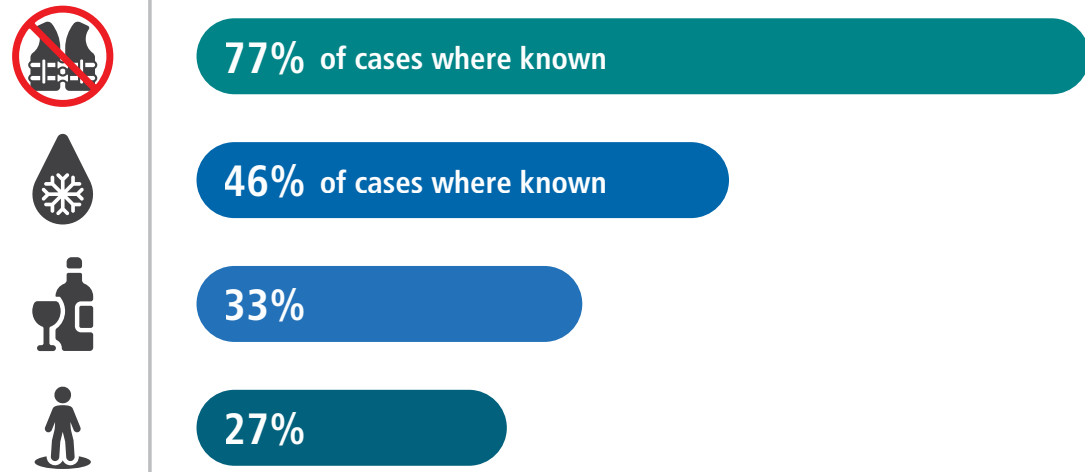 77% of cases where known
46% of cases where known
33%
27%